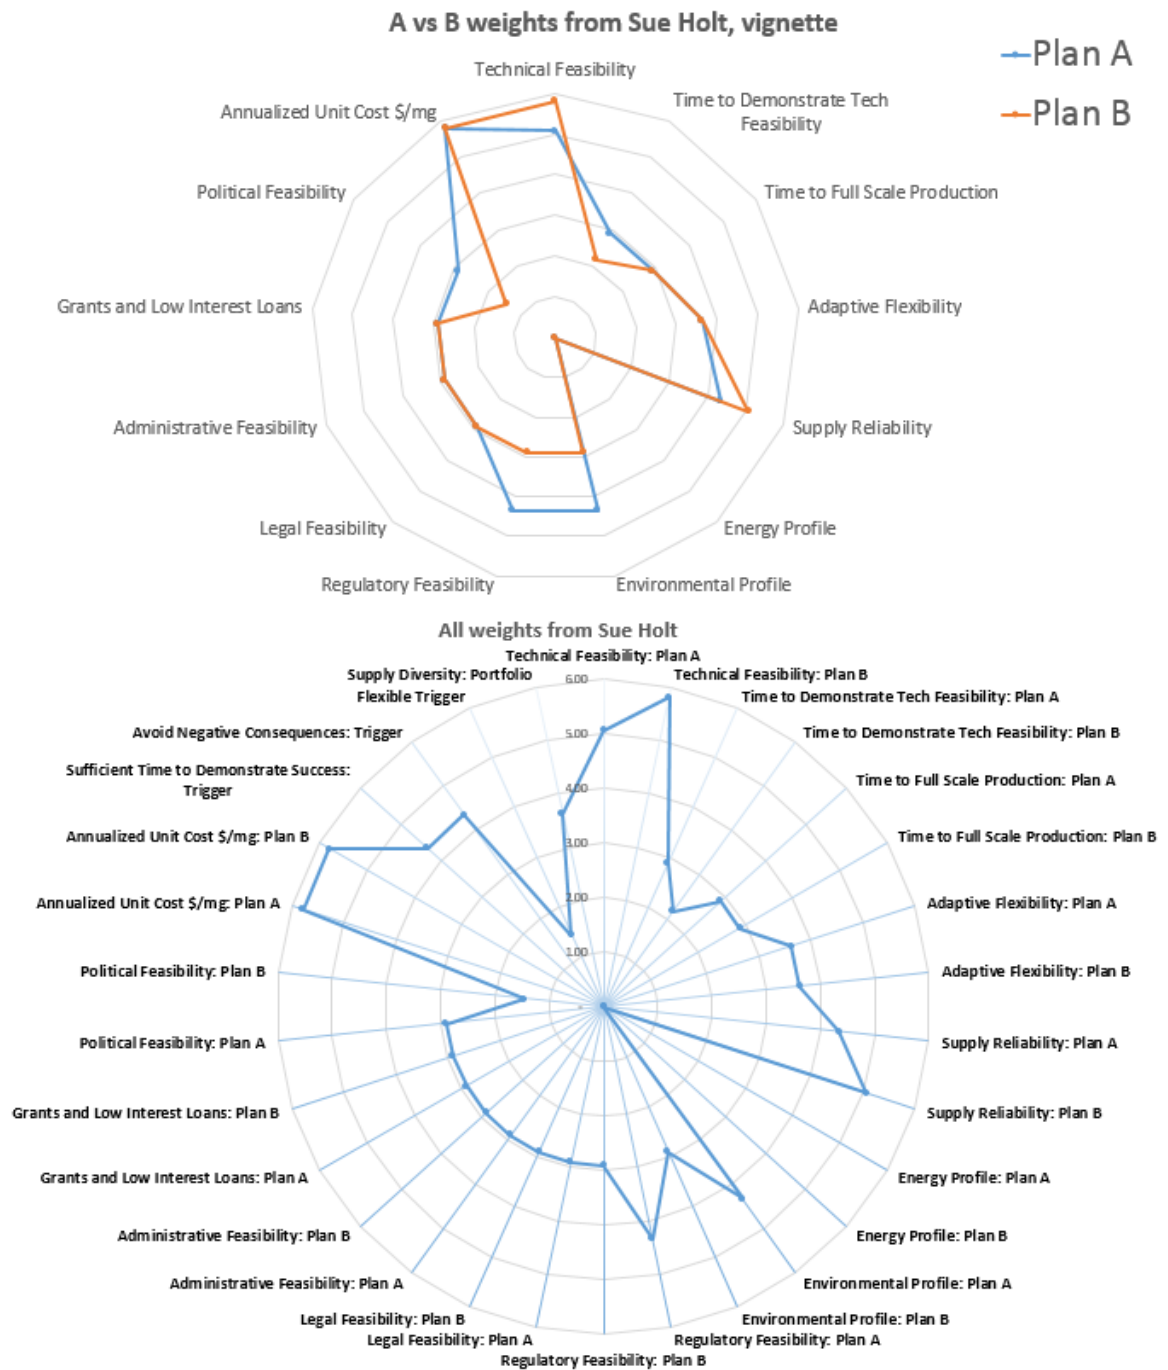 A vs B weights from Sue Holt, vignette
Plan A
Plan B
Technical Feasibility
Time to Demonstrate Tech
Feasibility
Time to Full Scale Production
Adaptive Flexibility
Supply Reliability
Energy Profile
Environmental Profile
Regulatory Feasibility
Legal Feasibility
Administrative Feasibility
Grants and Low Interest Loans
Political Feasibility
Annualized Unit Cost $/mg
All weights from Sue Holt
Technical Feasibility: Plan A
Technical Feasibility: Plan B
Time to Demonstrate Tech Feasibility: Plan A
Time to Demonstrate Tech Feasibility: Plan B
Time to Full Scale Production: Plan A
Time to Full Scale Production: Plan B
Adaptive Flexibility: Plan A
Adaptive Flexibility: Plan B
Supply Reliability: Plan A
Supply Reliability: Plan B
Energy Profile: Plan A
Energy Profile: Plan B
Environmental Profile: Plan A
Environmental Profile: Plan B
Regulatory Feasibility: Plan A
Regulatory Feasibility: Plan B
Legal Feasibility: Plan A
Legal Feasibility: Plan B
Administrative Feasibility: Plan A
Administrative Feasibility: Plan B
Grants and Low Interest Loans: Plan A
Grants and Low Interest Loans: Plan B
Political Feasibility: Plan A
Political Feasibility: Plan B
Annualized Unit Cost $/mg: Plan A
Annualized Unit Cost $/mg: Plan B
Sufficient Time to Demonstrate Success:
Trigger
Avoid Negative Consequences: Trigger
Flexible Trigger
Supply Diversity: Portfolio
6.00
5.00
4.00
3.00
2.00
1.00
-